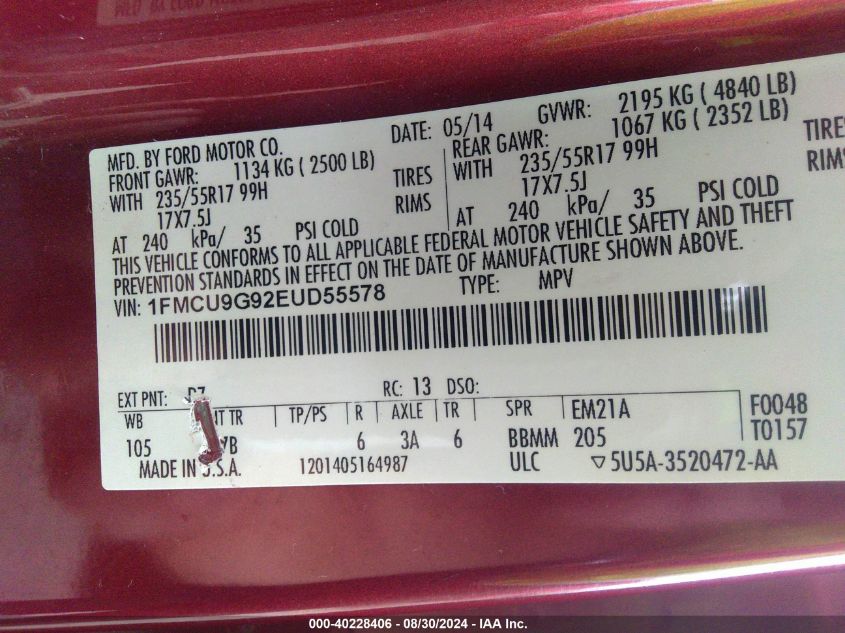 MFD. BY FORD MOTOR CO. DATE: 05/14 GVWR: 2195 KG ( 4840 LB)
FRONT GAWR: 1134 KG ( 2500 LB) REAR GAWR: 1067 KG ( 2352 LB)
WITH 235/55R17 99H TIRES WITH 235/55R17 99H TIRES
17X7.5J RIMS 17X7.5J RIMS
AT 240 kPa/ 35 PSI COLD AT 240 kPa/ 35 PSI COLD
THIS VEHICLE CONFORMS TO ALL APPLICABLE FEDERAL MOTOR VEHICLE SAFETY AND THEFT
PREVENTION STANDARDS IN EFFECT ON THE DATE OF MANUFACTURE SHOWN ABOVE.
VIN: 1FMCU9G92EUD55578 TYPE: MPV
EXT PNT: RC: 13 DSO:
WB TR TP/PS R AXLE TR SPR EM21A F0048
105 6 3A 6 BBMM 205 T0157
MADE IN U.S.A. 1201405164987 ULC ▽5U5A-3520472-AA
000-40228406 - 08/30/2024 - IAA Inc.